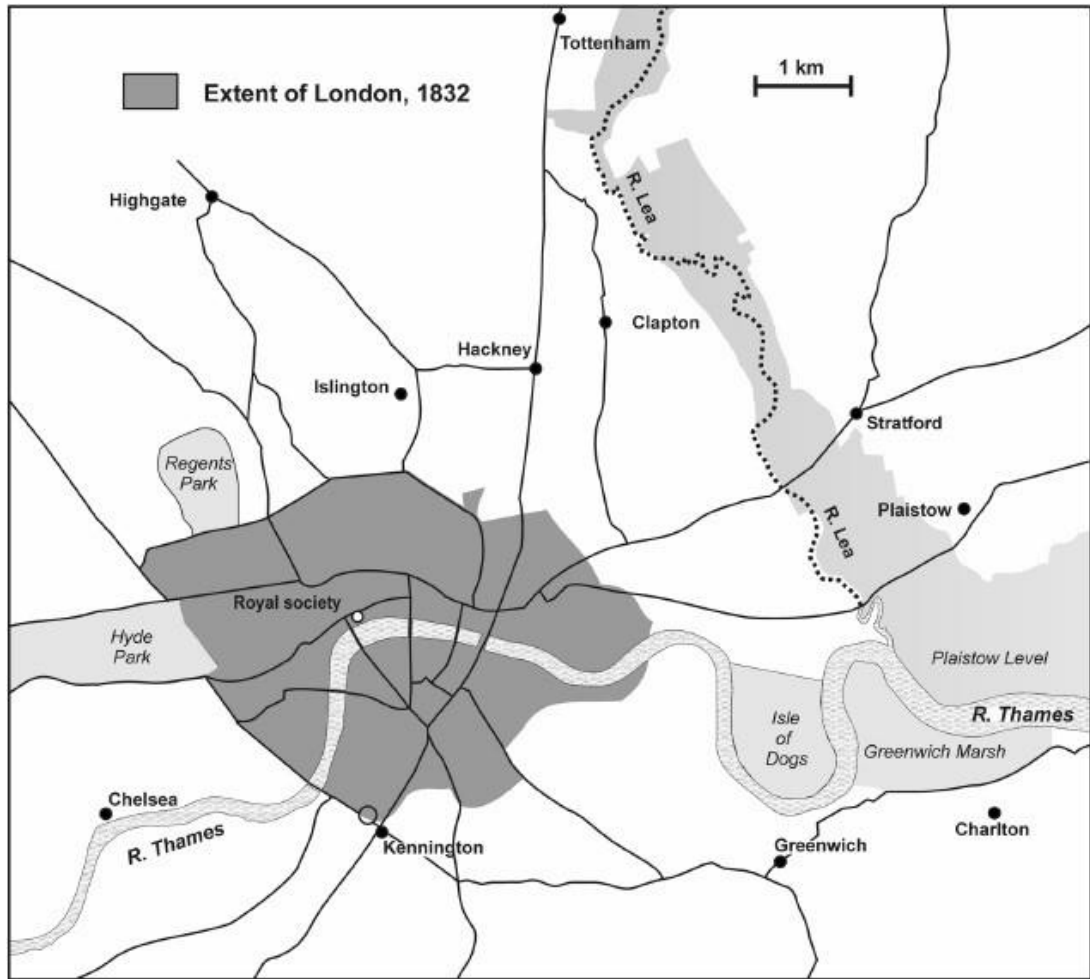 Tottenham
1 km
Extent of London, 1832
Highgate
R. Lea
Clapton
Hackney
Islington
Stratford
Regents'
Park
Plaistow
R. Lea
Royal society
Hyde
Park
Plaistow Level
R. Thames
Isle
of
Dogs
Greenwich Marsh
Chelsea
R. Thames
Kennington
Greenwich
Charlton